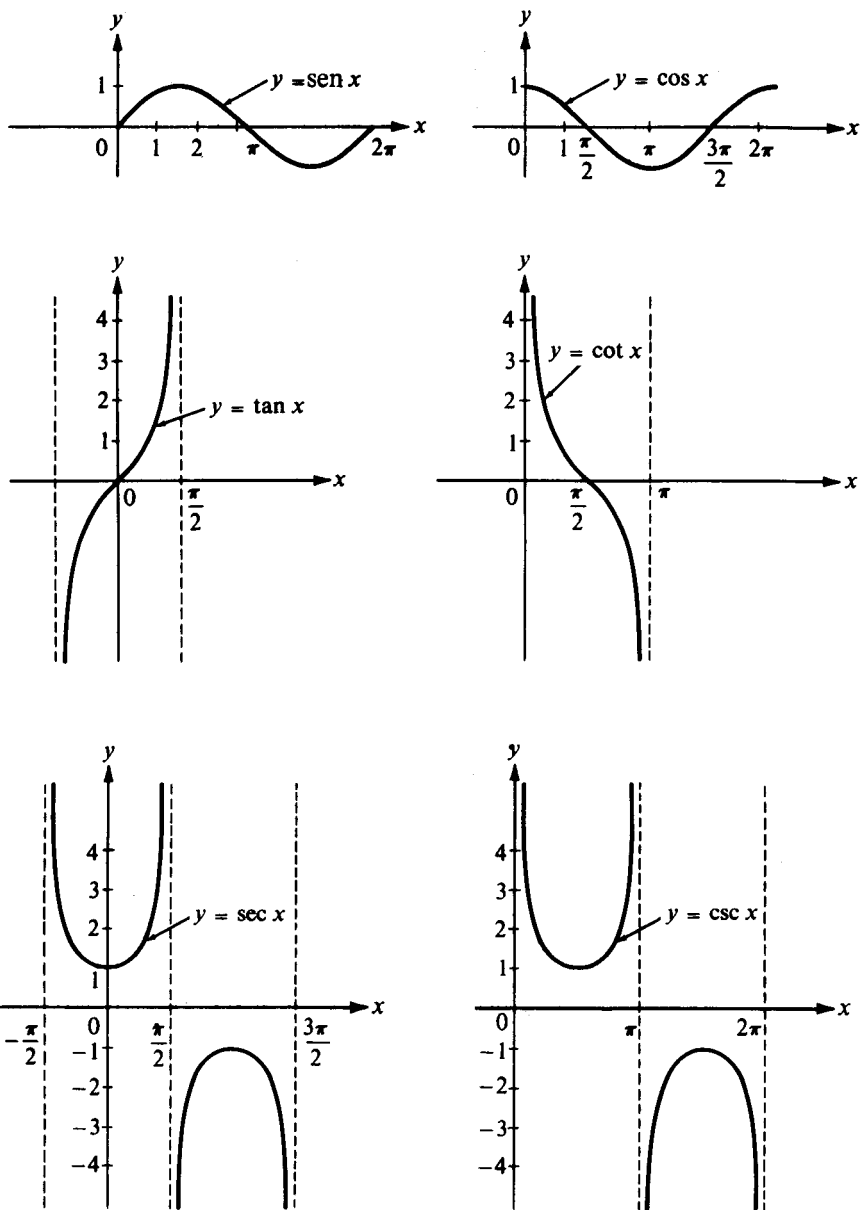 y
1
y = sen x
x
0
1
2
π
2π
y
1
y = cos x
x
0
1
π/2
π
3π/2
2π
y
4
3
2
1
y = tan x
x
0
π/2
y
4
3
2
1
y = cot x
x
0
π/2
π
y
4
3
2
1
y = sec x
x
-π/2
0
π/2
3π/2
-1
-2
-3
-4
y
4
3
2
1
y = csc x
x
0
π
2π
-1
-2
-3
-4